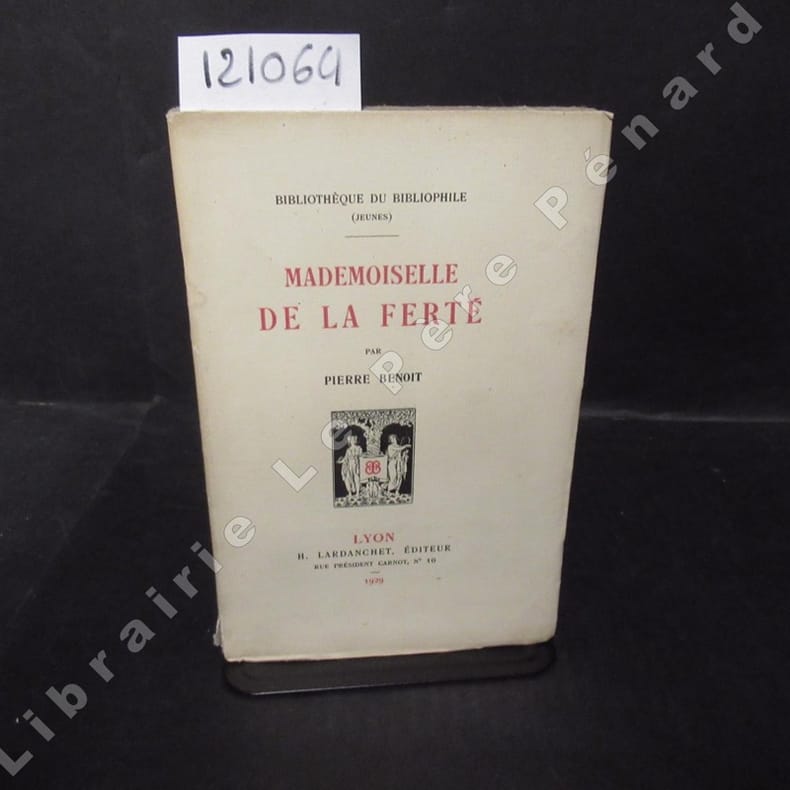 121064
BIBLIOTHÈQUE DU BIBLIOPHILE
(JEUNES)
MADEMOISELLE
DE LA FERTÉ
PAR
PIERRE BENOIT
BB
LYON
H. LARDANCHET, ÉDITEUR
RUE PRÉSIDENT CARNOT, N° 10
1929
Librairie Le Père Pénard